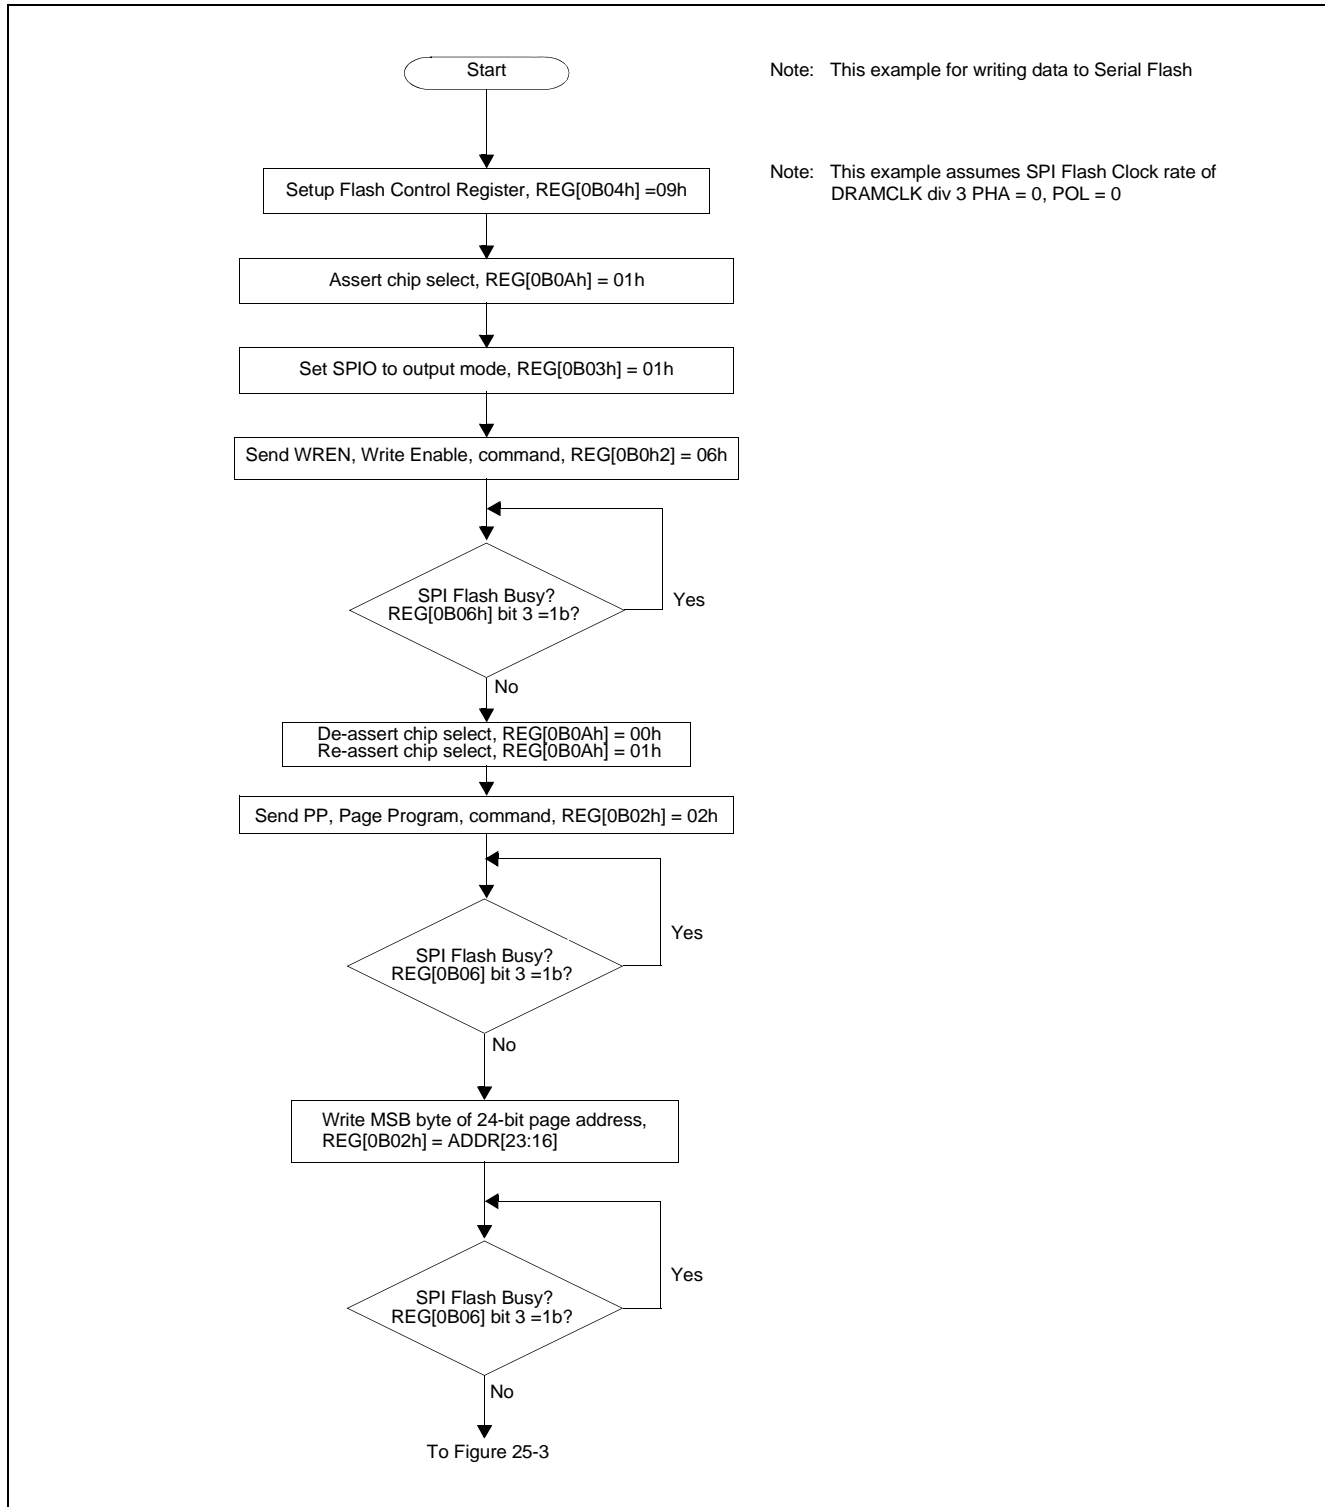 Start
Note: This example for writing data to Serial Flash
Note: This example assumes SPI Flash Clock rate of
DRAMCLK div 3 PHA = 0, POL = 0
Setup Flash Control Register, REG[0B04h] =09h
Assert chip select, REG[0B0Ah] = 01h
Set SPIO to output mode, REG[0B03h] = 01h
Send WREN, Write Enable, command, REG[0B0h2] = 06h
SPI Flash Busy?
REG[0B06h] bit 3 =1b?
Yes
No
De-assert chip select, REG[0B0Ah] = 00h
Re-assert chip select, REG[0B0Ah] = 01h
Send PP, Page Program, command, REG[0B02h] = 02h
SPI Flash Busy?
REG[0B06] bit 3 =1b?
Yes
No
Write MSB byte of 24-bit page address,
REG[0B02h] = ADDR[23:16]
SPI Flash Busy?
REG[0B06] bit 3 =1b?
Yes
No
To Figure 25-3